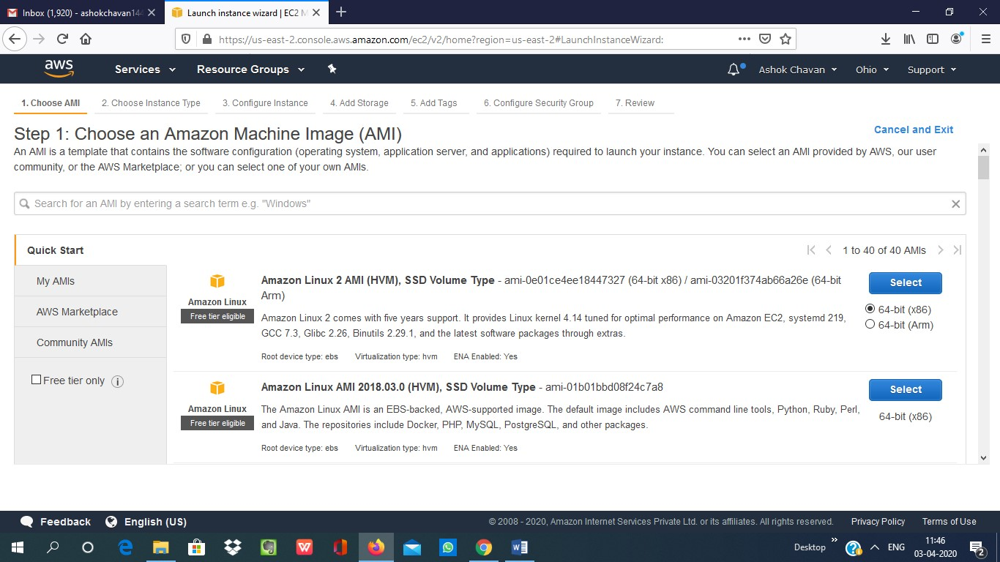 Inbox (1,920) - ashokchavan144
Launch instance wizard | EC2 M
https://us-east-2.console.aws.amazon.com/ec2/v2/home?region=us-east-2#LaunchInstanceWizard:
aws
Services
Resource Groups
Ashok Chavan
Ohio
Support
1. Choose AMI
2. Choose Instance Type
3. Configure Instance
4. Add Storage
5. Add Tags
6. Configure Security Group
7. Review
Step 1: Choose an Amazon Machine Image (AMI)
Cancel and Exit
An AMI is a template that contains the software configuration (operating system, application server, and applications) required to launch your instance. You can select an AMI provided by AWS, our user
community, or the AWS Marketplace; or you can select one of your own AMIs.
Search for an AMI by entering a search term e.g. "Windows"
Quick Start
1 to 40 of 40 AMIs
My AMIs
AWS Marketplace
Community AMIs
Free tier only
Amazon Linux
Free tier eligible
Amazon Linux 2 AMI (HVM), SSD Volume Type - ami-0e01ce4ee18447327 (64-bit x86) / ami-03201f374ab66a26e (64-bit
Arm)
Amazon Linux 2 comes with five years support. It provides Linux kernel 4.14 tuned for optimal performance on Amazon EC2, systemd 219,
GCC 7.3, Glibc 2.26, Binutils 2.29.1, and the latest software packages through extras.
Root device type: ebs
Virtualization type: hvm
ENA Enabled: Yes
Select
64-bit (x86)
64-bit (Arm)
Amazon Linux
Free tier eligible
Amazon Linux AMI 2018.03.0 (HVM), SSD Volume Type - ami-01b01bbd08f24c7a8
The Amazon Linux AMI is an EBS-backed, AWS-supported image. The default image includes AWS command line tools, Python, Ruby, Perl,
and Java. The repositories include Docker, PHP, MySQL, PostgreSQL, and other packages.
Root device type: ebs
Virtualization type: hvm
ENA Enabled: Yes
Select
64-bit (x86)
Feedback
English (US)
© 2008 - 2020, Amazon Internet Services Private Ltd. or its affiliates. All rights reserved.
Privacy Policy
Terms of Use
Desktop
ENG
11:46
03-04-2020
2